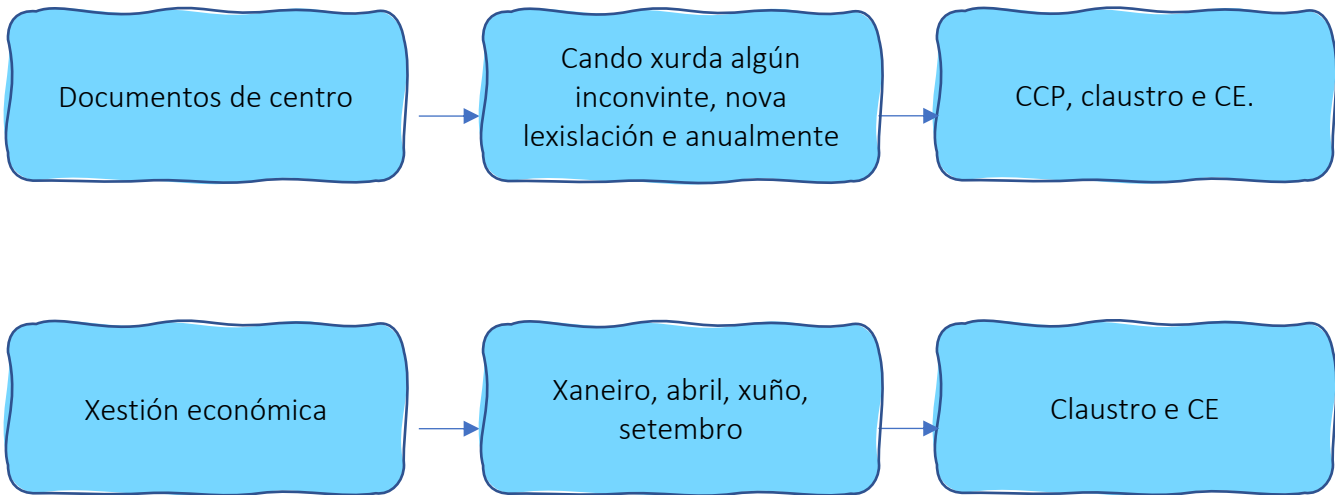 Documentos de centro
Cando xurda algún
inconvinte, nova
lexislación e anualmente
CCP, claustro e CE.
Xestión económica
Xaneiro, abril, xuño,
setembro
Claustro e CE